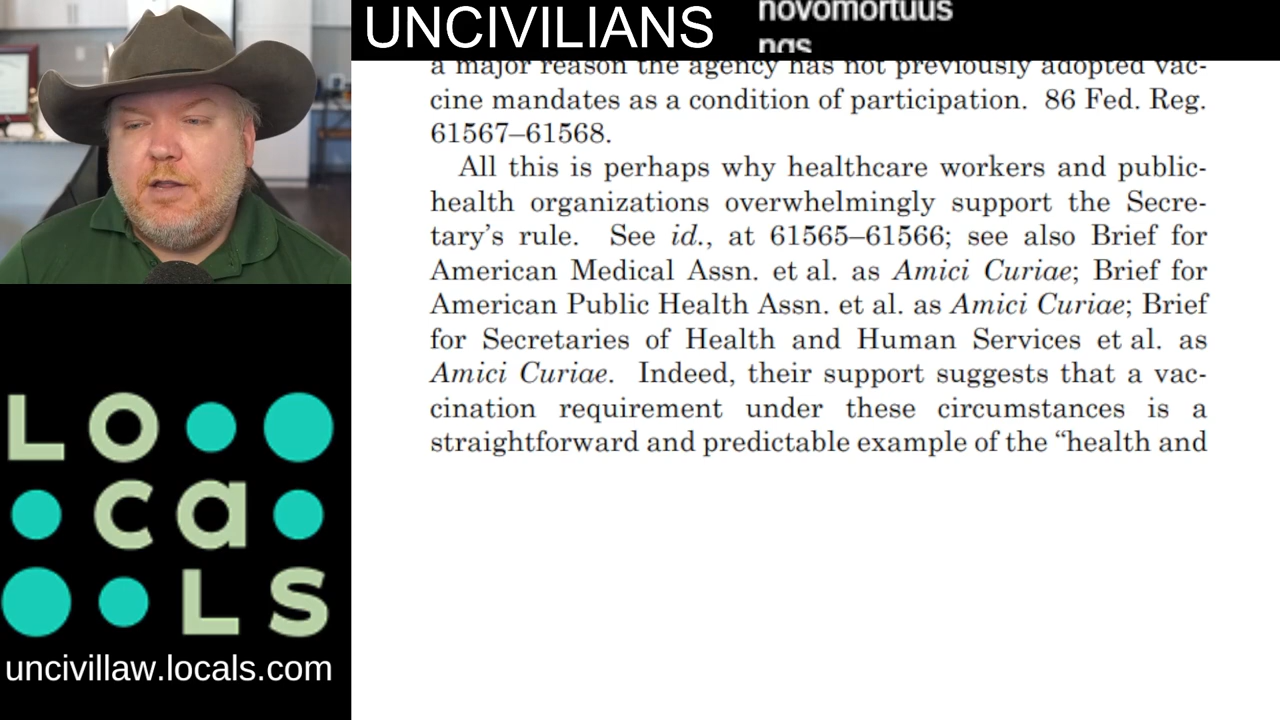 UNCIVILIANS
novomortuus
ngs
a major reason the agency has not previously adopted vac-
cine mandates as a condition of participation. 86 Fed. Reg.
61567–61568.
All this is perhaps why healthcare workers and public-
health organizations overwhelmingly support the Secre-
tary’s rule. See id., at 61565–61566; see also Brief for
American Medical Assn. et al. as Amici Curiae; Brief for
American Public Health Assn. et al. as Amici Curiae; Brief
for Secretaries of Health and Human Services et al. as
Amici Curiae. Indeed, their support suggests that a vac-
cination requirement under these circumstances is a
straightforward and predictable example of the “health and
LOcaLS
uncivillaw.locals.com